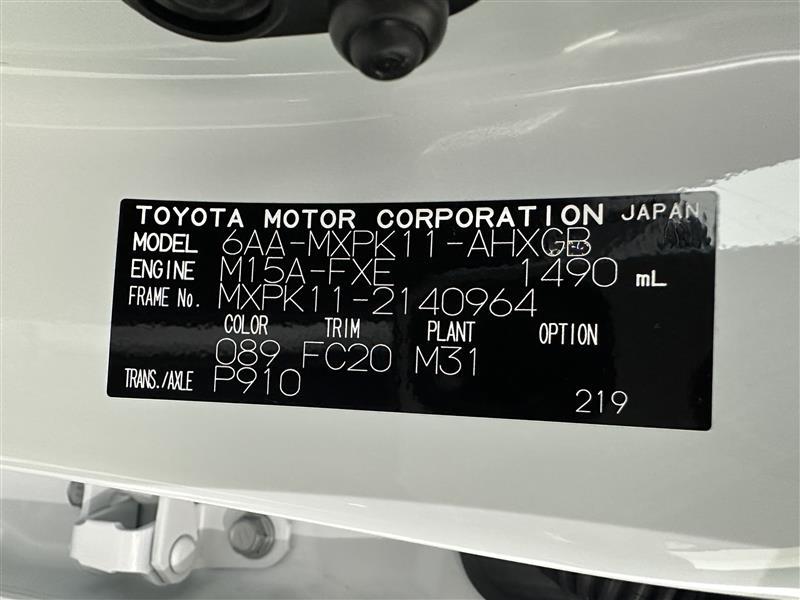 TOYOTA MOTOR CORPORATION JAPAN
MODEL 6AA-MXPK11-AHXGB
ENGINE M15A-FXE 1490 mL
FRAME No. MXPK11-2140964
COLOR TRIM PLANT OPTION
089 FC20 M31
TRANS./AXLE P910
219